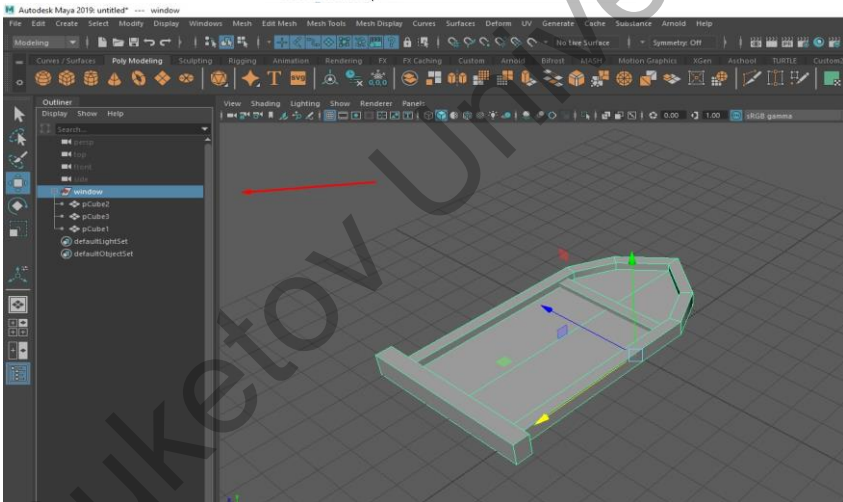 Autodesk Maya 2019: untitled* --- window
File Edit Create Select Modify Display Windows Mesh Edit Mesh Mesh Tools Mesh Display Curves Surfaces Deform UV Generate Cache Substance Arnold Help
Modeling No Live Surface Symmetry: Off
Curves / Surfaces Poly Modeling Sculpting Rigging Animation Rendering FX FX Caching Custom Arnold Bifrost MASH Motion Graphics XGen TURTLE
Outliner
Display Show Help
Search...
persp
top
front
side
window
pCube2
pCube3
pCube1
defaultLightSet
defaultObjectSet
View Shading Lighting Show Renderer Panels
0.00 1.00 sRGB gamma
uketov Unive